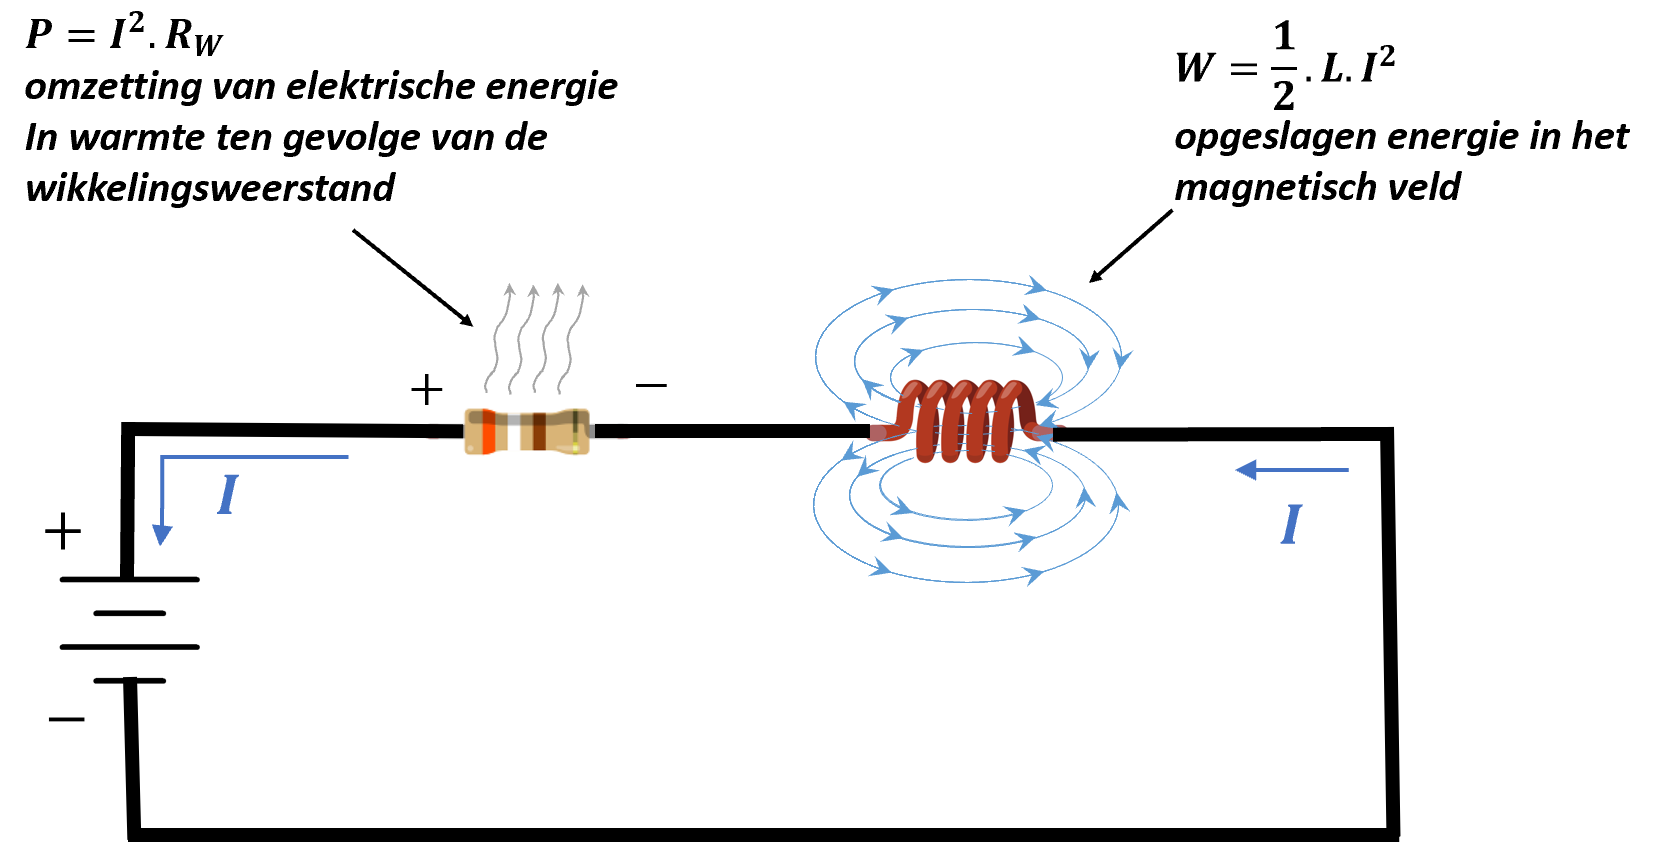 P = I². R_W
omzetting van elektrische energie
In warmte ten gevolge van de
wikkelingsweerstand
W = 1/2 . L. I²
opgeslagen energie in het
magnetisch veld
+
−
I
I
+
−